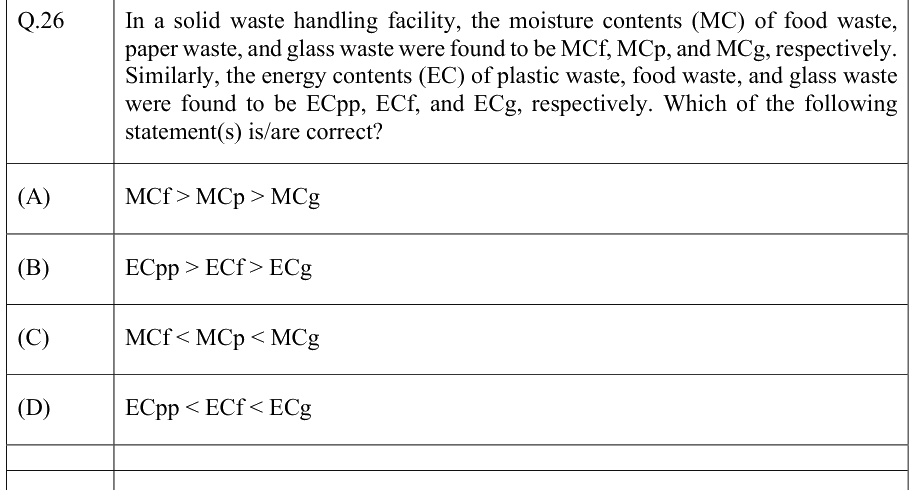 Q.26
In a solid waste handling facility, the moisture contents (MC) of food waste,
paper waste, and glass waste were found to be MCf, MCp, and MCg, respectively.
Similarly, the energy contents (EC) of plastic waste, food waste, and glass waste
were found to be ECpp, ECf, and ECg, respectively. Which of the following
statement(s) is/are correct?
(A) MCf > MCp > MCg
(B) ECpp > ECf > ECg
(C) MCf < MCp < MCg
(D) ECpp < ECf < ECg